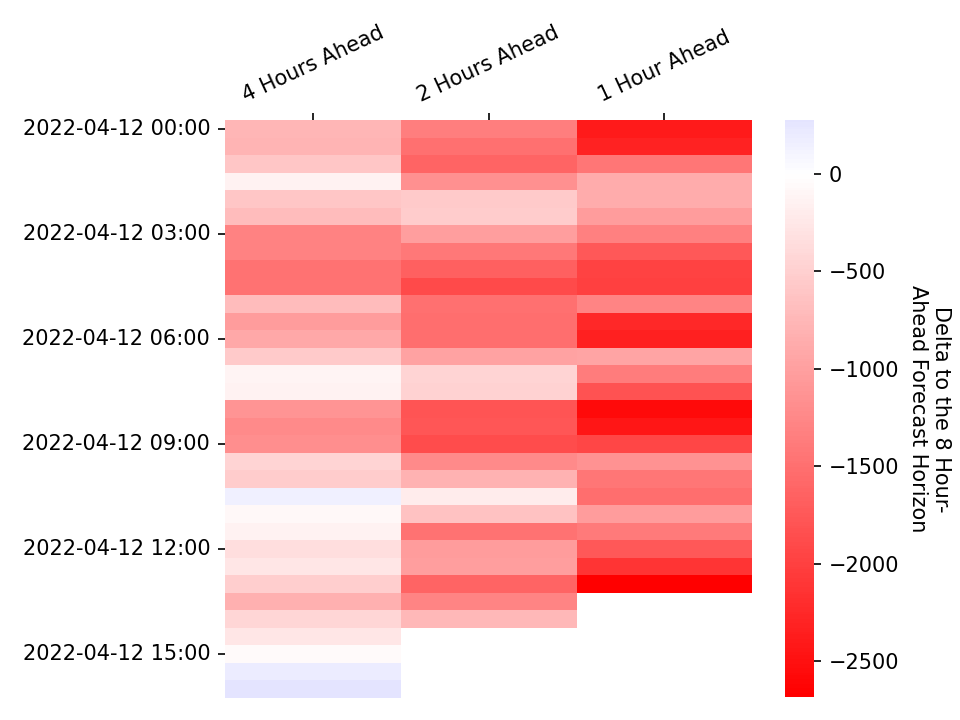 4 Hours Ahead
2 Hours Ahead
1 Hour Ahead
2022-04-12 00:00
2022-04-12 03:00
2022-04-12 06:00
2022-04-12 09:00
2022-04-12 12:00
2022-04-12 15:00
0
−500
−1000
−1500
−2000
−2500
Delta to the 8 Hour-
Ahead Forecast Horizon